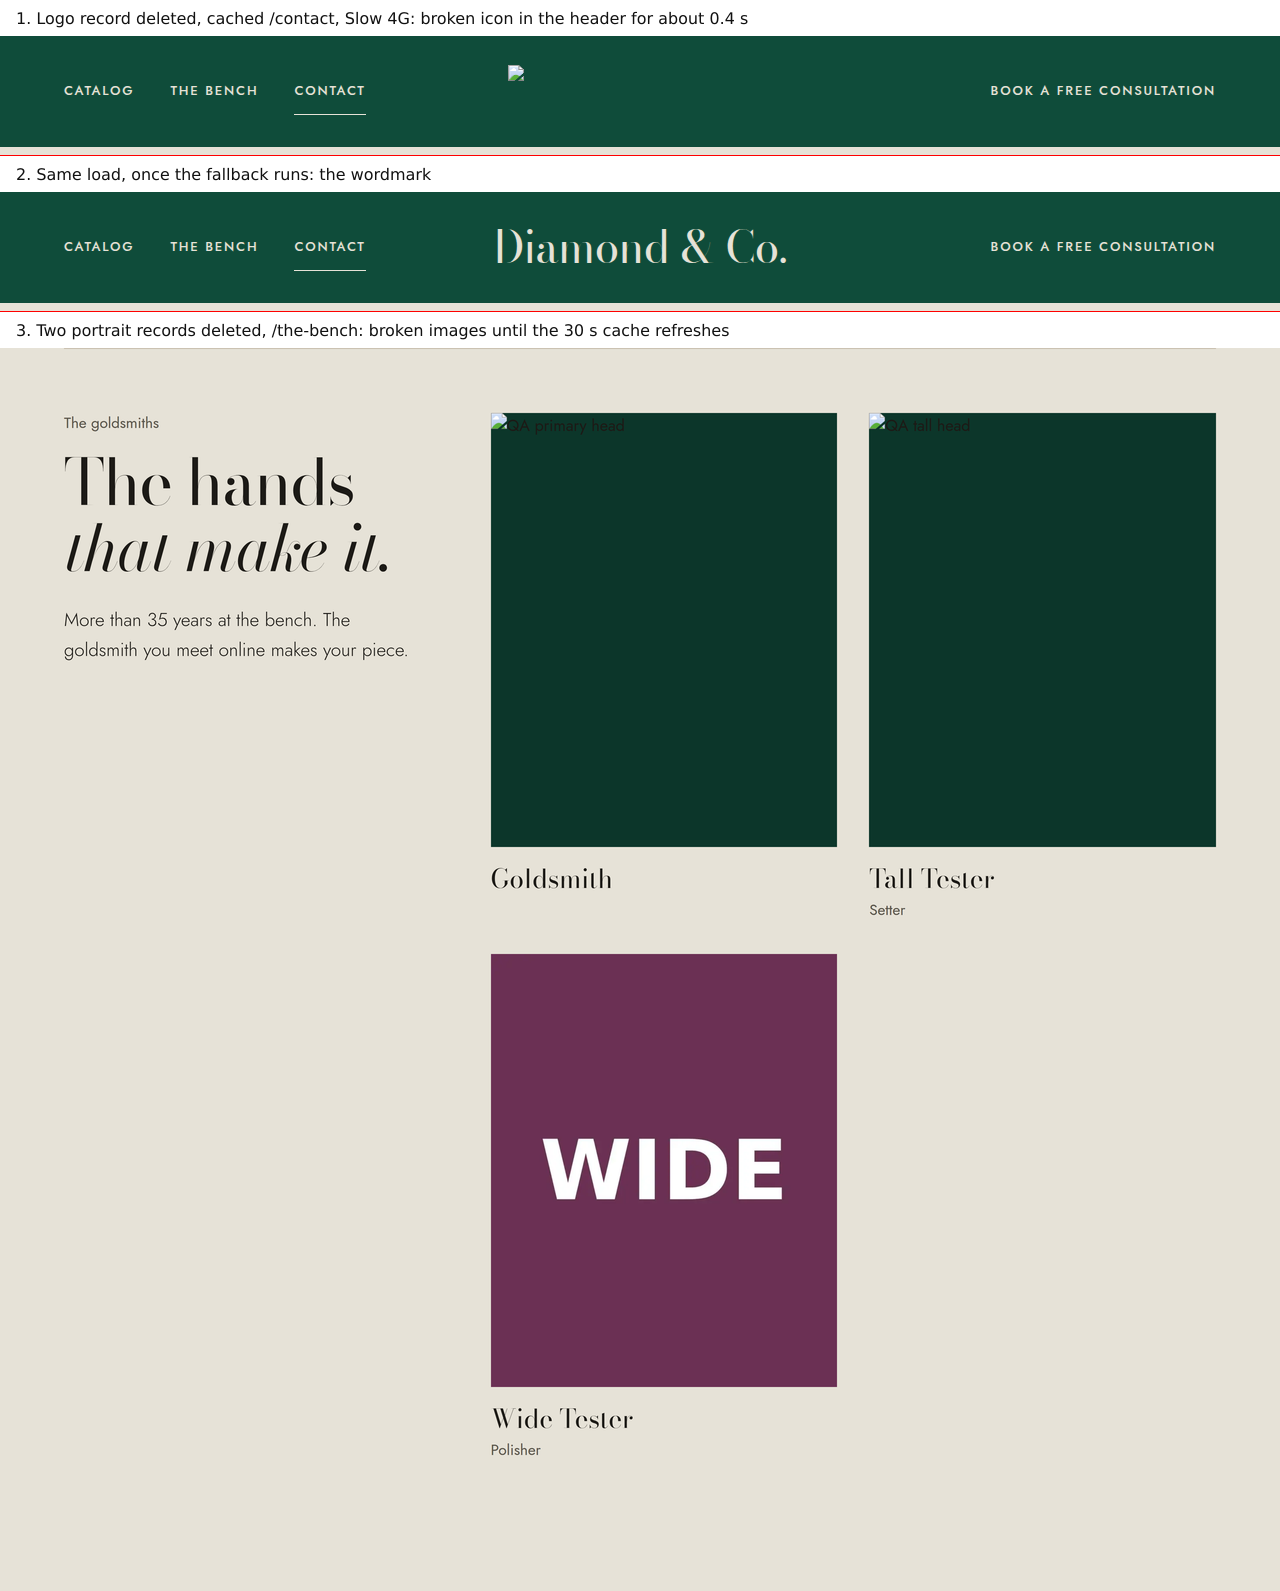 1. Logo record deleted, cached /contact, Slow 4G: broken icon in the header for about 0.4 s
CATALOG THE BENCH CONTACT BOOK A FREE CONSULTATION
2. Same load, once the fallback runs: the wordmark
CATALOG THE BENCH CONTACT Diamond & Co. BOOK A FREE CONSULTATION
3. Two portrait records deleted, /the-bench: broken images until the 30 s cache refreshes
The goldsmiths
The hands
that make it.
More than 35 years at the bench. The
goldsmith you meet online makes your piece.
QA primary head
QA tall head
Goldsmith
Tall Tester
Setter
WIDE
Wide Tester
Polisher